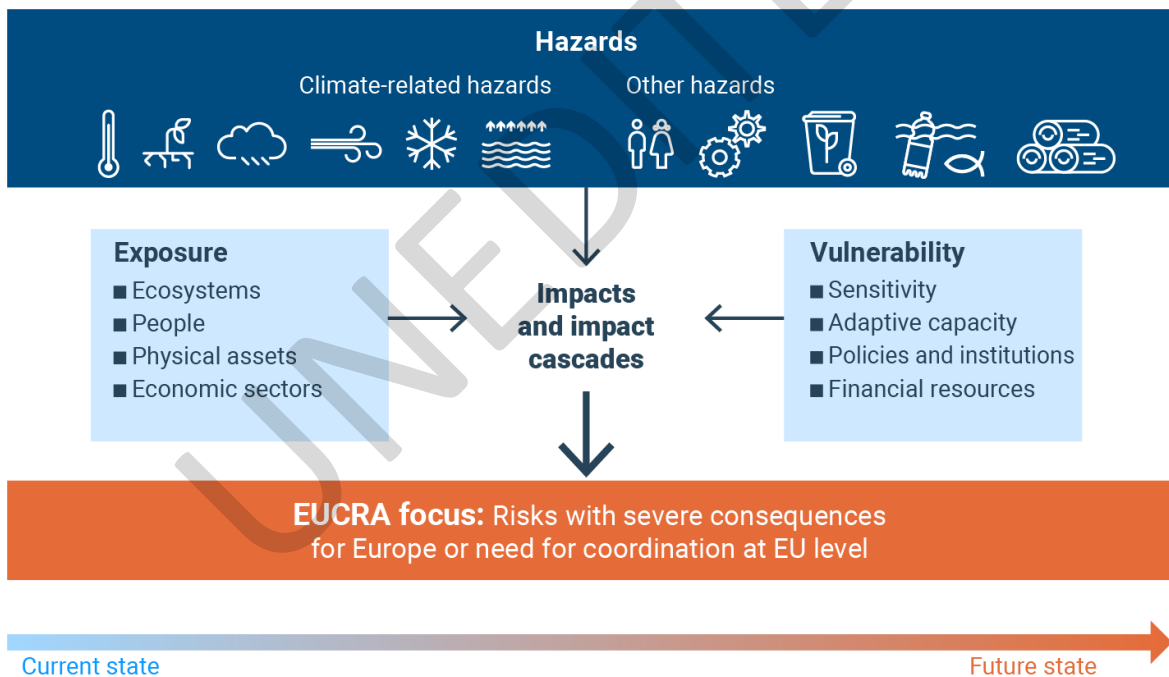 Hazards
Climate-related hazards
Other hazards
Exposure
■ Ecosystems
■ People
■ Physical assets
■ Economic sectors
Impacts
and impact
cascades
Vulnerability
■ Sensitivity
■ Adaptive capacity
■ Policies and institutions
■ Financial resources
EUCRA focus: Risks with severe consequences
for Europe or need for coordination at EU level
Current state
Future state
UNEDITE